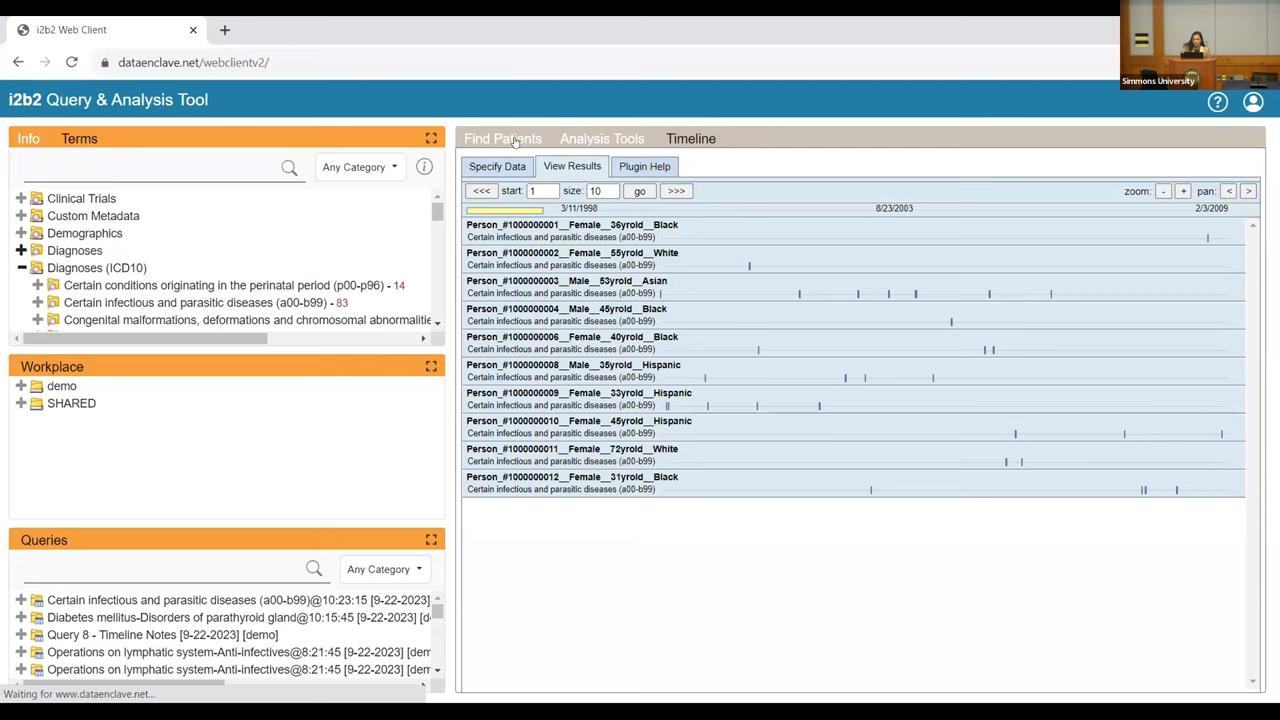 i2b2 Web Client
dataenclave.net/webclientv2/
Simmons University
i2b2 Query & Analysis Tool
Info Terms
Any Category
Clinical Trials
Custom Metadata
Demographics
Diagnoses
Diagnoses (ICD10)
Certain conditions originating in the perinatal period (p00-p96) - 14
Certain infectious and parasitic diseases (a00-b99) - 83
Congenital malformations, deformations and chromosomal abnormalitie
Workplace
demo
SHARED
Queries
Any Category
Certain infectious and parasitic diseases (a00-b99)@10:23:15 [9-22-2023]
Diabetes mellitus-Disorders of parathyroid gland@10:15:45 [9-22-2023] [d
Query 8 - Timeline Notes [9-22-2023] [demo]
Operations on lymphatic system-Anti-infectives@8:21:45 [9-22-2023] [dem
Operations on lymphatic system-Anti-infectives@8:21:45 [9-22-2023] [dem
Waiting for www.dataenclave.net...
Find Patients Analysis Tools Timeline
Specify Data View Results Plugin Help
<<< start: 1 size: 10 go >>> zoom: - + pan: < >
3/11/1998 8/23/2003 2/3/2009
Person_#1000000001__Female__36yrold__Black
Certain infectious and parasitic diseases (a00-b99)
Person_#1000000002__Female__55yrold__White
Certain infectious and parasitic diseases (a00-b99)
Person_#1000000003__Male__53yrold__Asian
Certain infectious and parasitic diseases (a00-b99)
Person_#1000000004__Male__45yrold__Black
Certain infectious and parasitic diseases (a00-b99)
Person_#1000000006__Female__40yrold__Black
Certain infectious and parasitic diseases (a00-b99)
Person_#1000000008__Male__35yrold__Hispanic
Certain infectious and parasitic diseases (a00-b99)
Person_#1000000009__Female__33yrold__Hispanic
Certain infectious and parasitic diseases (a00-b99)
Person_#1000000010__Female__45yrold__Hispanic
Certain infectious and parasitic diseases (a00-b99)
Person_#1000000011__Female__72yrold__White
Certain infectious and parasitic diseases (a00-b99)
Person_#1000000012__Female__31yrold__Black
Certain infectious and parasitic diseases (a00-b99)